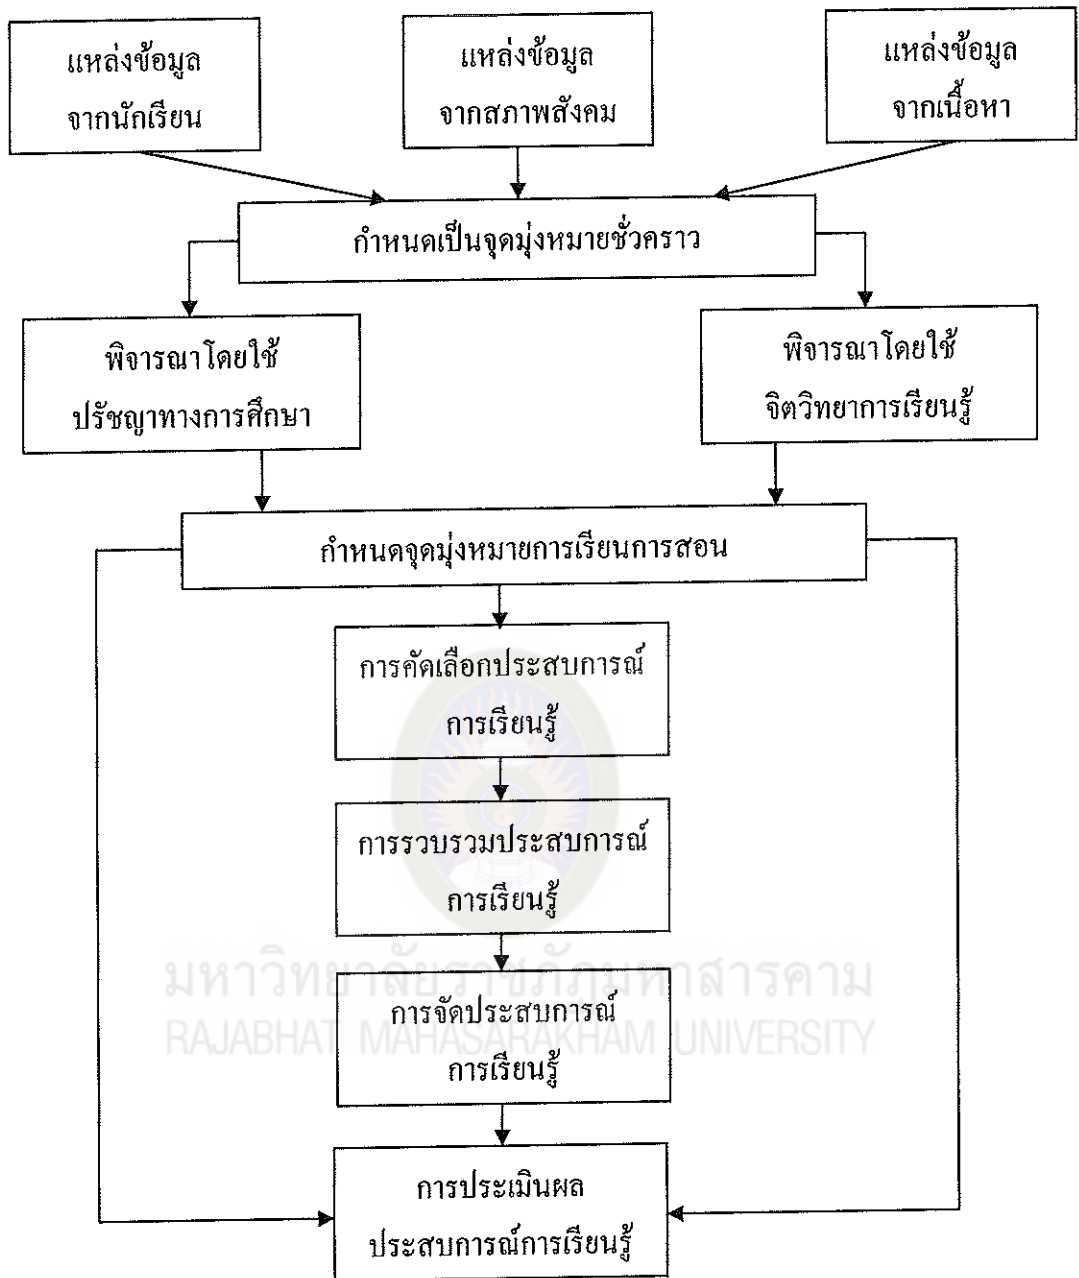 แหล่งข้อมูล
จากนักเรียน
แหล่งข้อมูล
จากสภาพสังคม
แหล่งข้อมูล
จากเนื้อหา
กำหนดเป็นจุดมุ่งหมายชั่วคราว
พิจารณาโดยใช้
ปรัชญาทางการศึกษา
พิจารณาโดยใช้
จิตวิทยาการเรียนรู้
กำหนดจุดมุ่งหมายการเรียนการสอน
การคัดเลือกประสบการณ์
การเรียนรู้
การรวบรวมประสบการณ์
การเรียนรู้
มหาวิทยาลัยราชภัฏมหาสารคาม
RAJABHAT MAHASARAKHAM UNIVERSITY
การจัดประสบการณ์
การเรียนรู้
การประเมินผล
ประสบการณ์การเรียนรู้